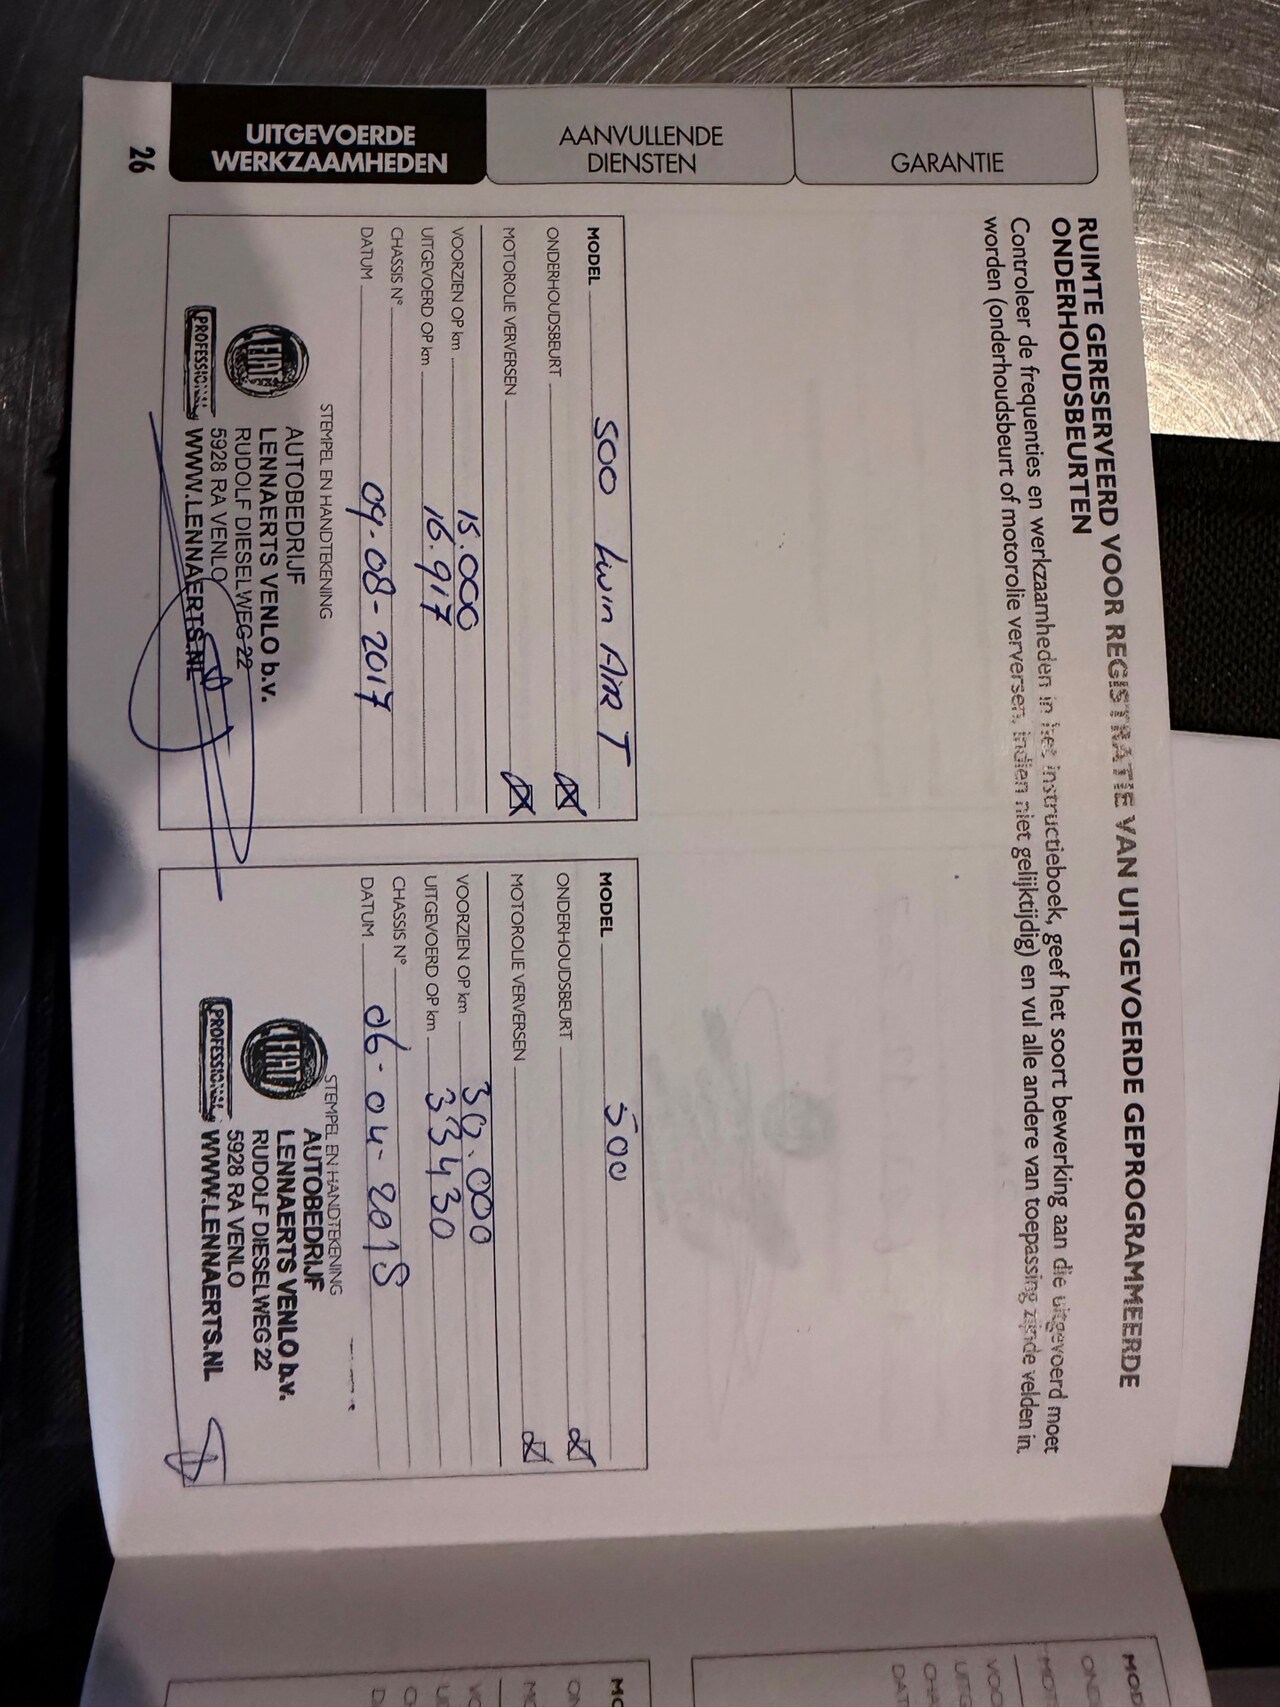 UITGEVOERDE
WERKZAAMHEDEN
AANVULLENDE
DIENSTEN
GARANTIE
26
RUIMTE GERESERVEERD VOOR REGISTRATIE VAN UITGEVOERDE GEPROGRAMMEERDE
ONDERHOUDSBEURTEN
Controleer de frequenties en werkzaamheden in het instructieboek, geef het soort bewerking aan die uitgevoerd moet
worden (onderhoudsbeurt of motorolie verversen, indien niet gelijktijdig) en vul alle andere van toepassing zijnde velden in.
MODEL 500 Twin AIR T
ONDERHOUDSBEURT
MOTOROLIE VERVERSEN
VOORZIEN OP km 15.000
UITGEVOERD OP km 16.917
CHASSIS N°
DATUM 09-08-2017
STEMPEL EN HANDTEKENING
FIAT
PROFESSIONAL
AUTOBEDRIJF
LENNAERTS VENLO b.v.
RUDOLF DIESELWEG 22
5928 RA VENLO
WWW.LENNAERTS.NL
MODEL 500
ONDERHOUDSBEURT
MOTOROLIE VERVERSEN
VOORZIEN OP km 30.000
UITGEVOERD OP km 33430
CHASSIS N°
DATUM 06-04-2018
STEMPEL EN HANDTEKENING
FIAT
PROFESSIONAL
AUTOBEDRIJF
LENNAERTS VENLO b.v.
RUDOLF DIESELWEG 22
5928 RA VENLO
WWW.LENNAERTS.NL